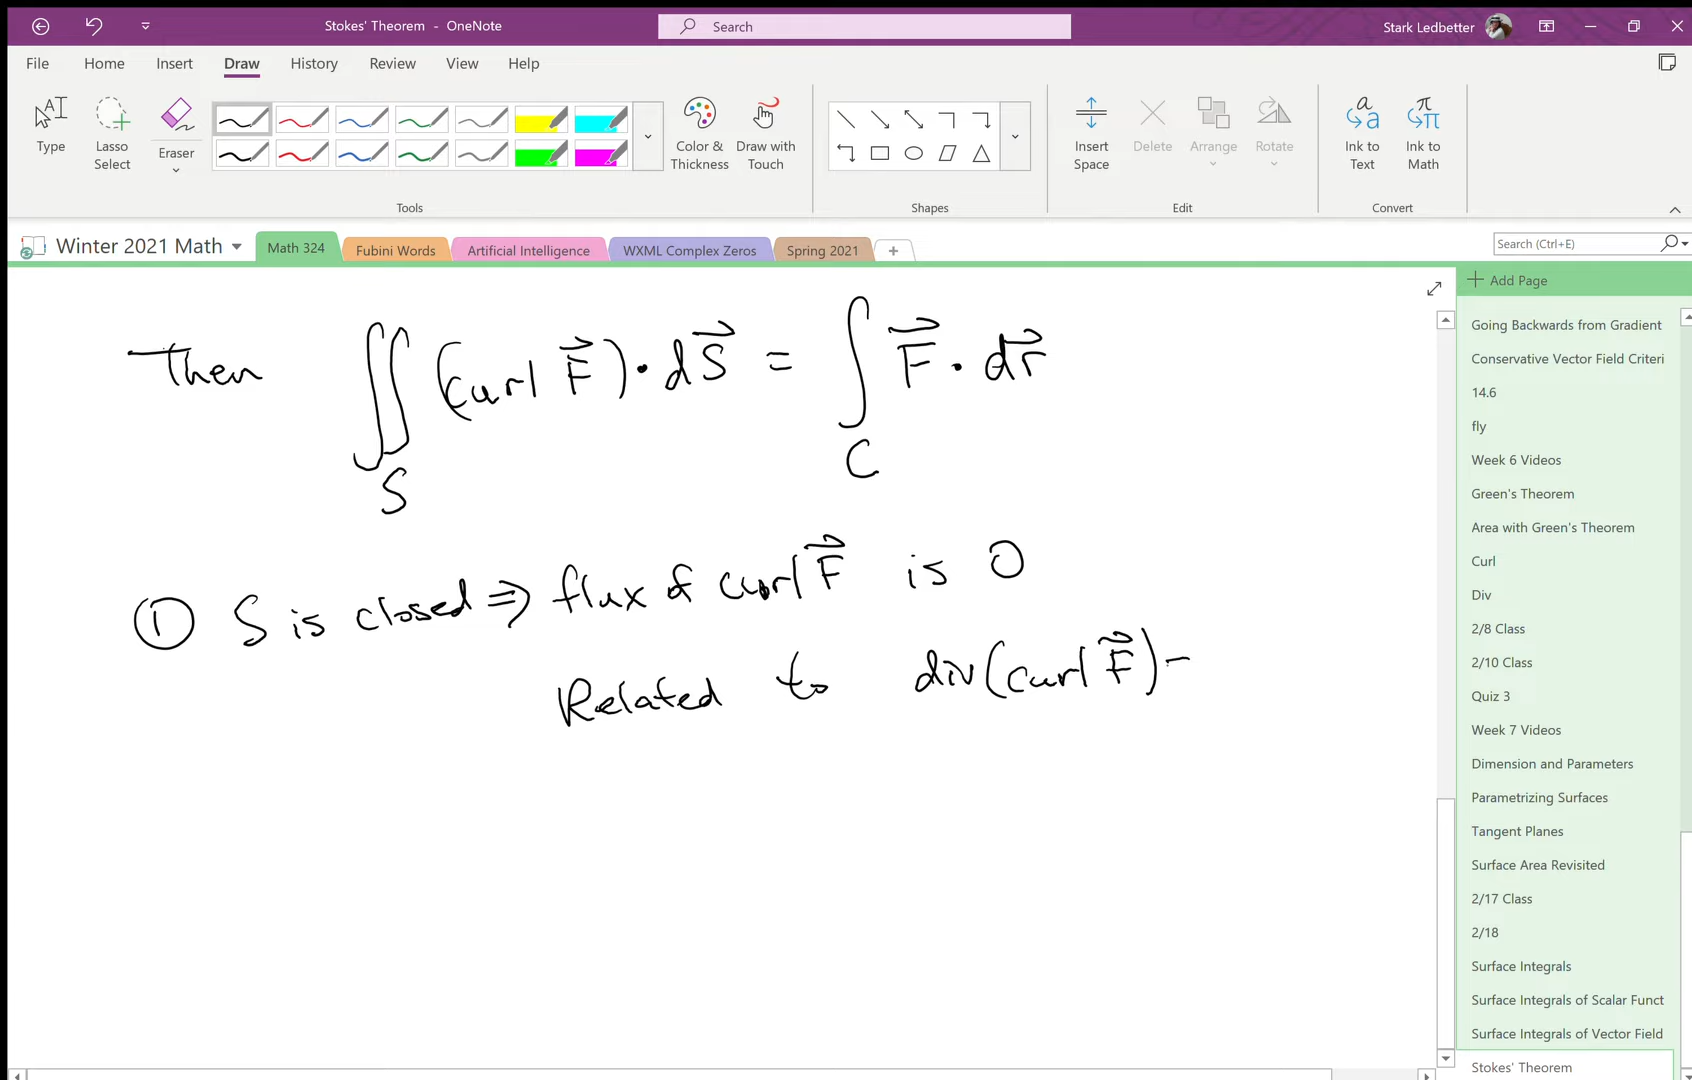 Stokes' Theorem - OneNote
Search
Stark Ledbetter
File Home Insert Draw History Review View Help
Type
Lasso Select
Eraser
Color & Thickness
Draw with Touch
Insert Space
Delete
Arrange
Rotate
Ink to Text
Ink to Math
Tools
Shapes
Edit
Convert
Winter 2021 Math
Math 324
Fubini Words
Artificial Intelligence
WXML Complex Zeros
Spring 2021
+
Search (Ctrl+E)
Then ∬_S (curl F⃗)·dS⃗ = ∫_C F⃗·dr⃗
① S is closed ⇒ flux of curl F⃗ is 0
Related to div(curl F⃗) -
Add Page
Going Backwards from Gradient
Conservative Vector Field Criteri
14.6
fly
Week 6 Videos
Green's Theorem
Area with Green's Theorem
Curl
Div
2/8 Class
2/10 Class
Quiz 3
Week 7 Videos
Dimension and Parameters
Parametrizing Surfaces
Tangent Planes
Surface Area Revisited
2/17 Class
2/18
Surface Integrals
Surface Integrals of Scalar Funct
Surface Integrals of Vector Field
Stokes' Theorem